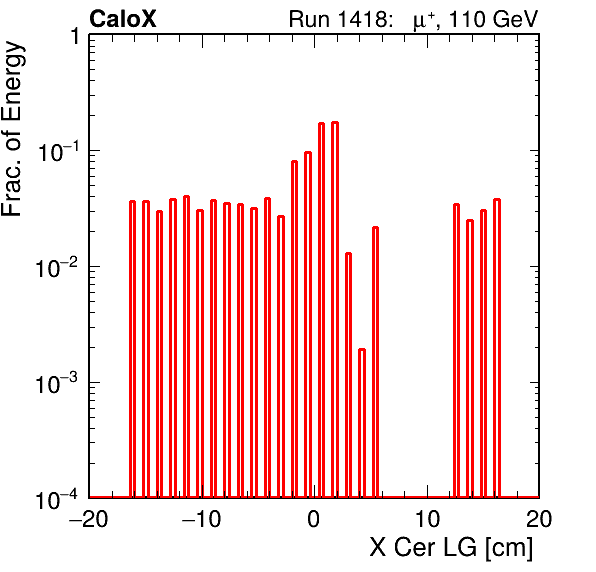 CaloX Run 1418: μ⁺, 110 GeV
Frac. of Energy
1
10⁻¹
10⁻²
10⁻³
10⁻⁴
−20 −10 0 10 20
X Cer LG [cm]